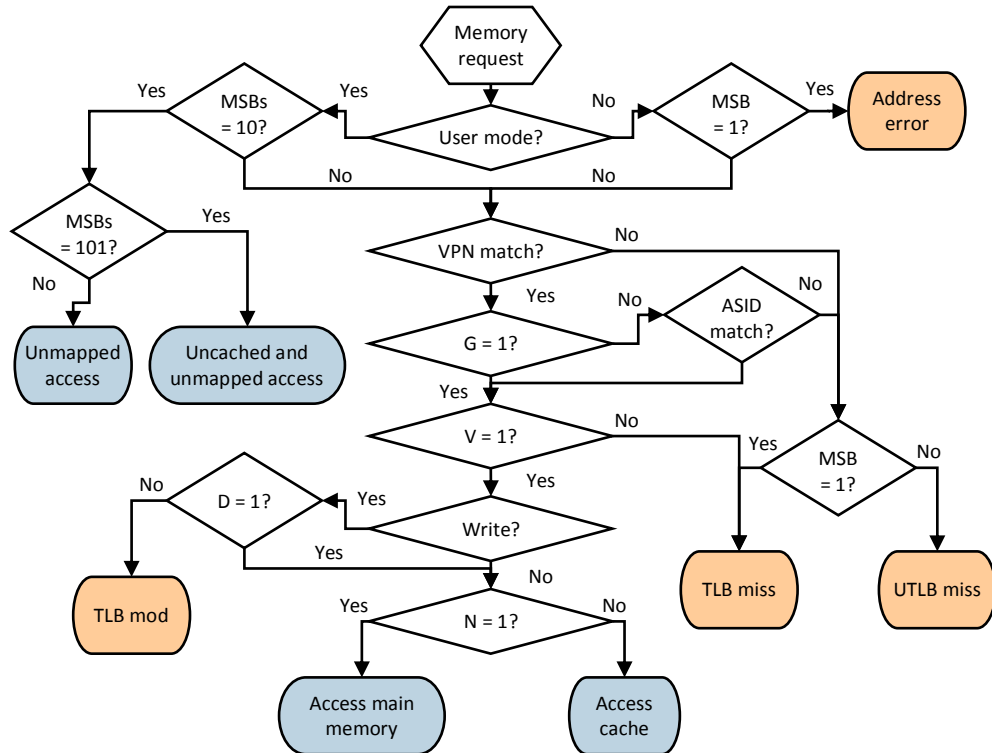 Memory
request
Yes
MSBs
= 10?
Yes
User mode?
No
MSB
= 1?
Yes
Address
error
No
No
MSBs
= 101?
Yes
No
VPN match?
No
Yes
Unmapped
access
Uncached and
unmapped access
G = 1?
No
ASID
match?
No
Yes
V = 1?
No
Yes
MSB
= 1?
No
Yes
No
D = 1?
Yes
Write?
Yes
No
TLB mod
TLB miss
UTLB miss
Yes
N = 1?
No
Access main
memory
Access
cache